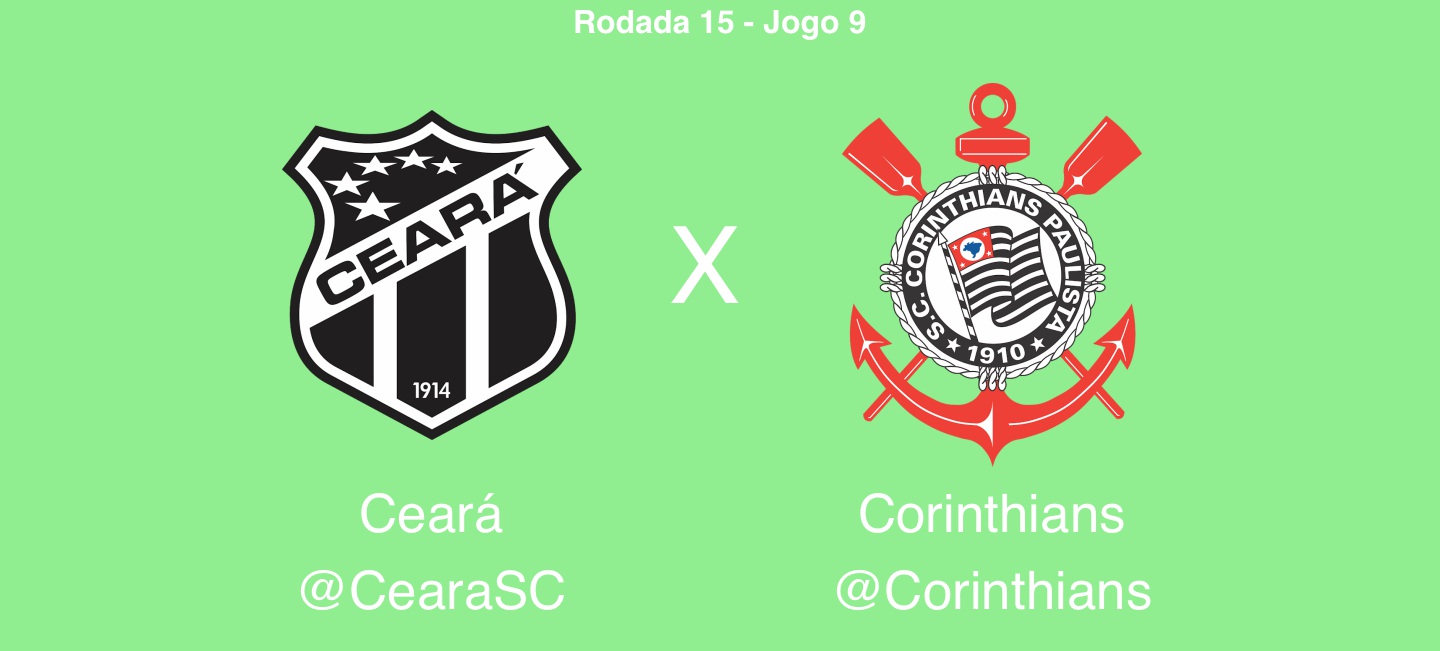 Rodada 15 - Jogo 9
CEARÁ
1914
X
S.C. CORINTHIANS PAULISTA
1910
Ceará
Corinthians
@CearaSC
@Corinthians